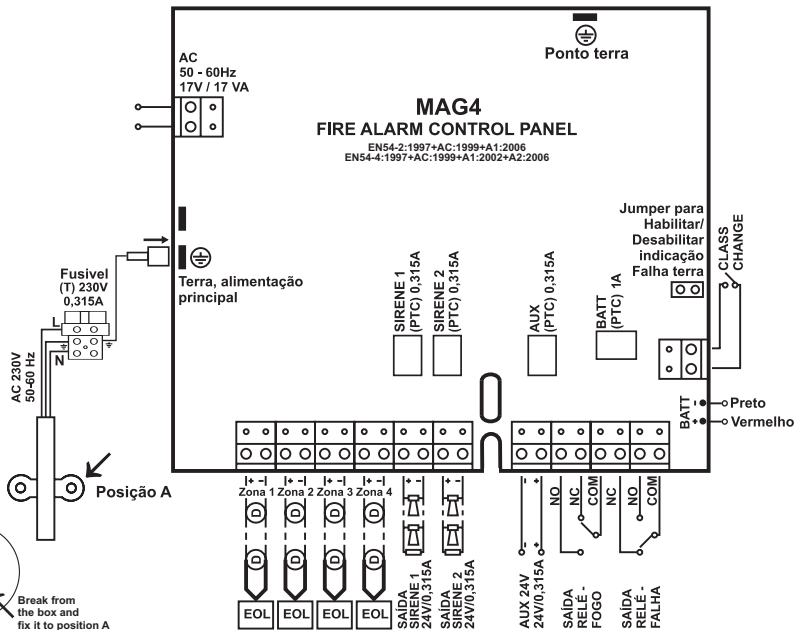 Ponto terra
AC
50 - 60Hz
17V / 17 VA
MAG4
FIRE ALARM CONTROL PANEL
EN54-2:1997+AC:1999+A1:2006
EN54-4:1997+AC:1999+A1:2002+A2:2006
Jumper para
Habilitar/
Desabilitar
indicação
Falha terra
CLASS
CHANGE
Terra, alimentação
principal
Fusivel
(T) 230V
0,315A
L
N
AC 230V
50-60 Hz
SIRENE 1
(PTC) 0,315A
SIRENE 2
(PTC) 0,315A
AUX
(PTC) 0,315A
BATT
(PTC) 1A
BATT
- Preto
+ Vermelho
Posição A
+ - + - + - + - + - + - - +
Zona 1 Zona 2 Zona 3 Zona 4
D D D D
D D D D
EOL EOL EOL EOL
SAÍDA
SIRENE 1
24V/0,315A
SAÍDA
SIRENE 2
24V/0,315A
- +
AUX 24V
24V/0,315A
NO NC COM
SAÍDA
RELÉ -
FOGO
NC NO COM
SAÍDA
RELÉ -
FALHA
Break from
the box and
fix it to position A